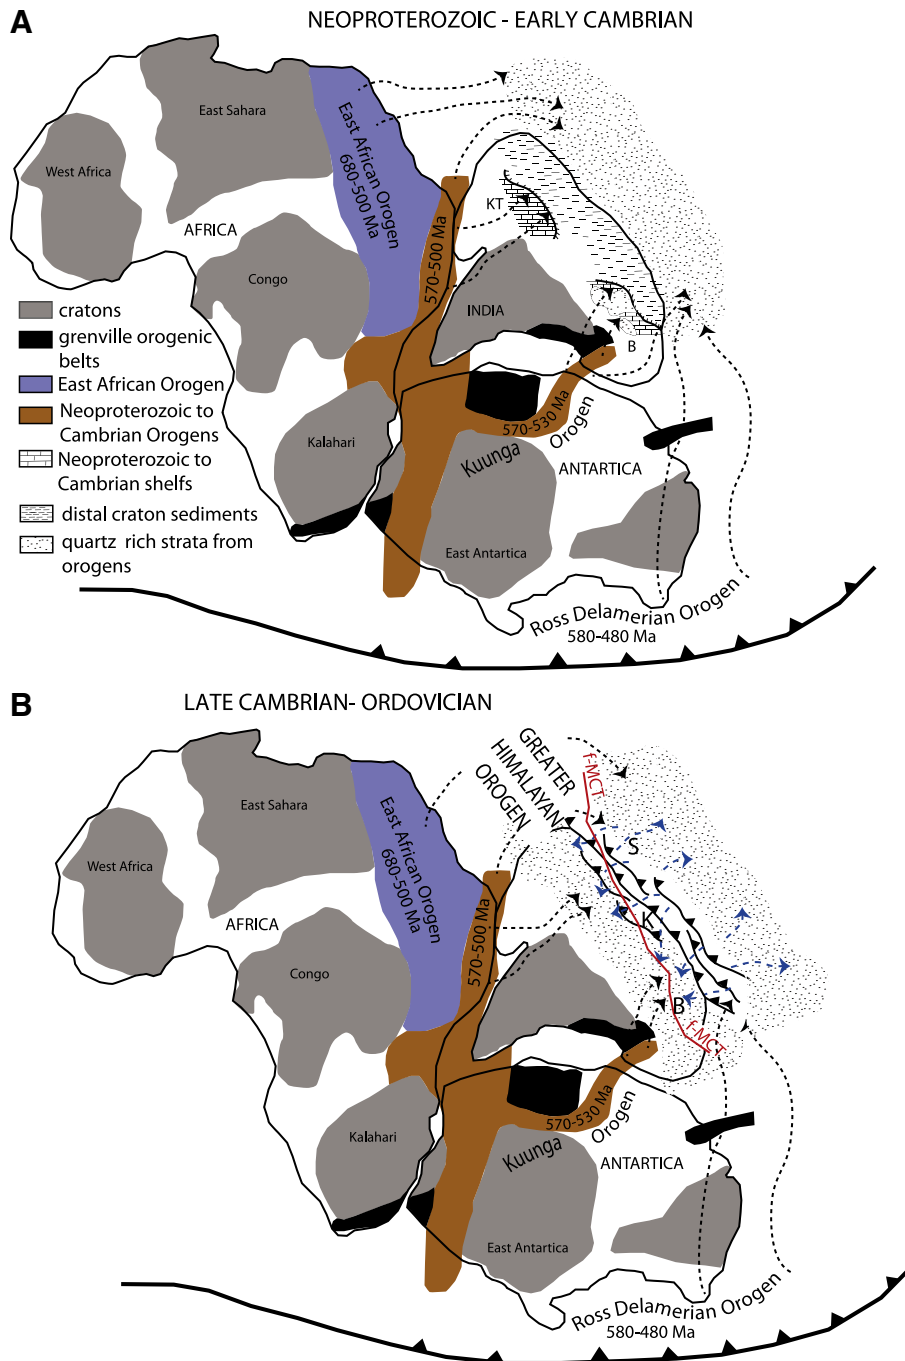 A
NEOPROTEROZOIC - EARLY CAMBRIAN
East Sahara
West Africa
East African Orogen
680-500 Ma
AFRICA
KT
570-500 Ma
Congo
INDIA
B
cratons
grenville orogenic
belts
East African Orogen
Neoproterozoic to
Cambrian Orogens
Neoproterozoic to
Cambrian shelfs
distal craton sediments
quartz rich strata from
orogens
Kalahari
570-530 Ma
Kuunga
Orogen
ANTARTICA
East Antartica
Ross Delamerian Orogen
580-480 Ma
B
LATE CAMBRIAN- ORDOVICIAN
GREATER
HIMALAYAN
OROGEN
f-MCT
East Sahara
West Africa
East African Orogen
680-500 Ma
S
AFRICA
570-500 Ma
K
Congo
B
f-MCT
Kalahari
570-530 Ma
Kuunga
Orogen
ANTARTICA
East Antartica
Ross Delamerian Orogen
580-480 Ma